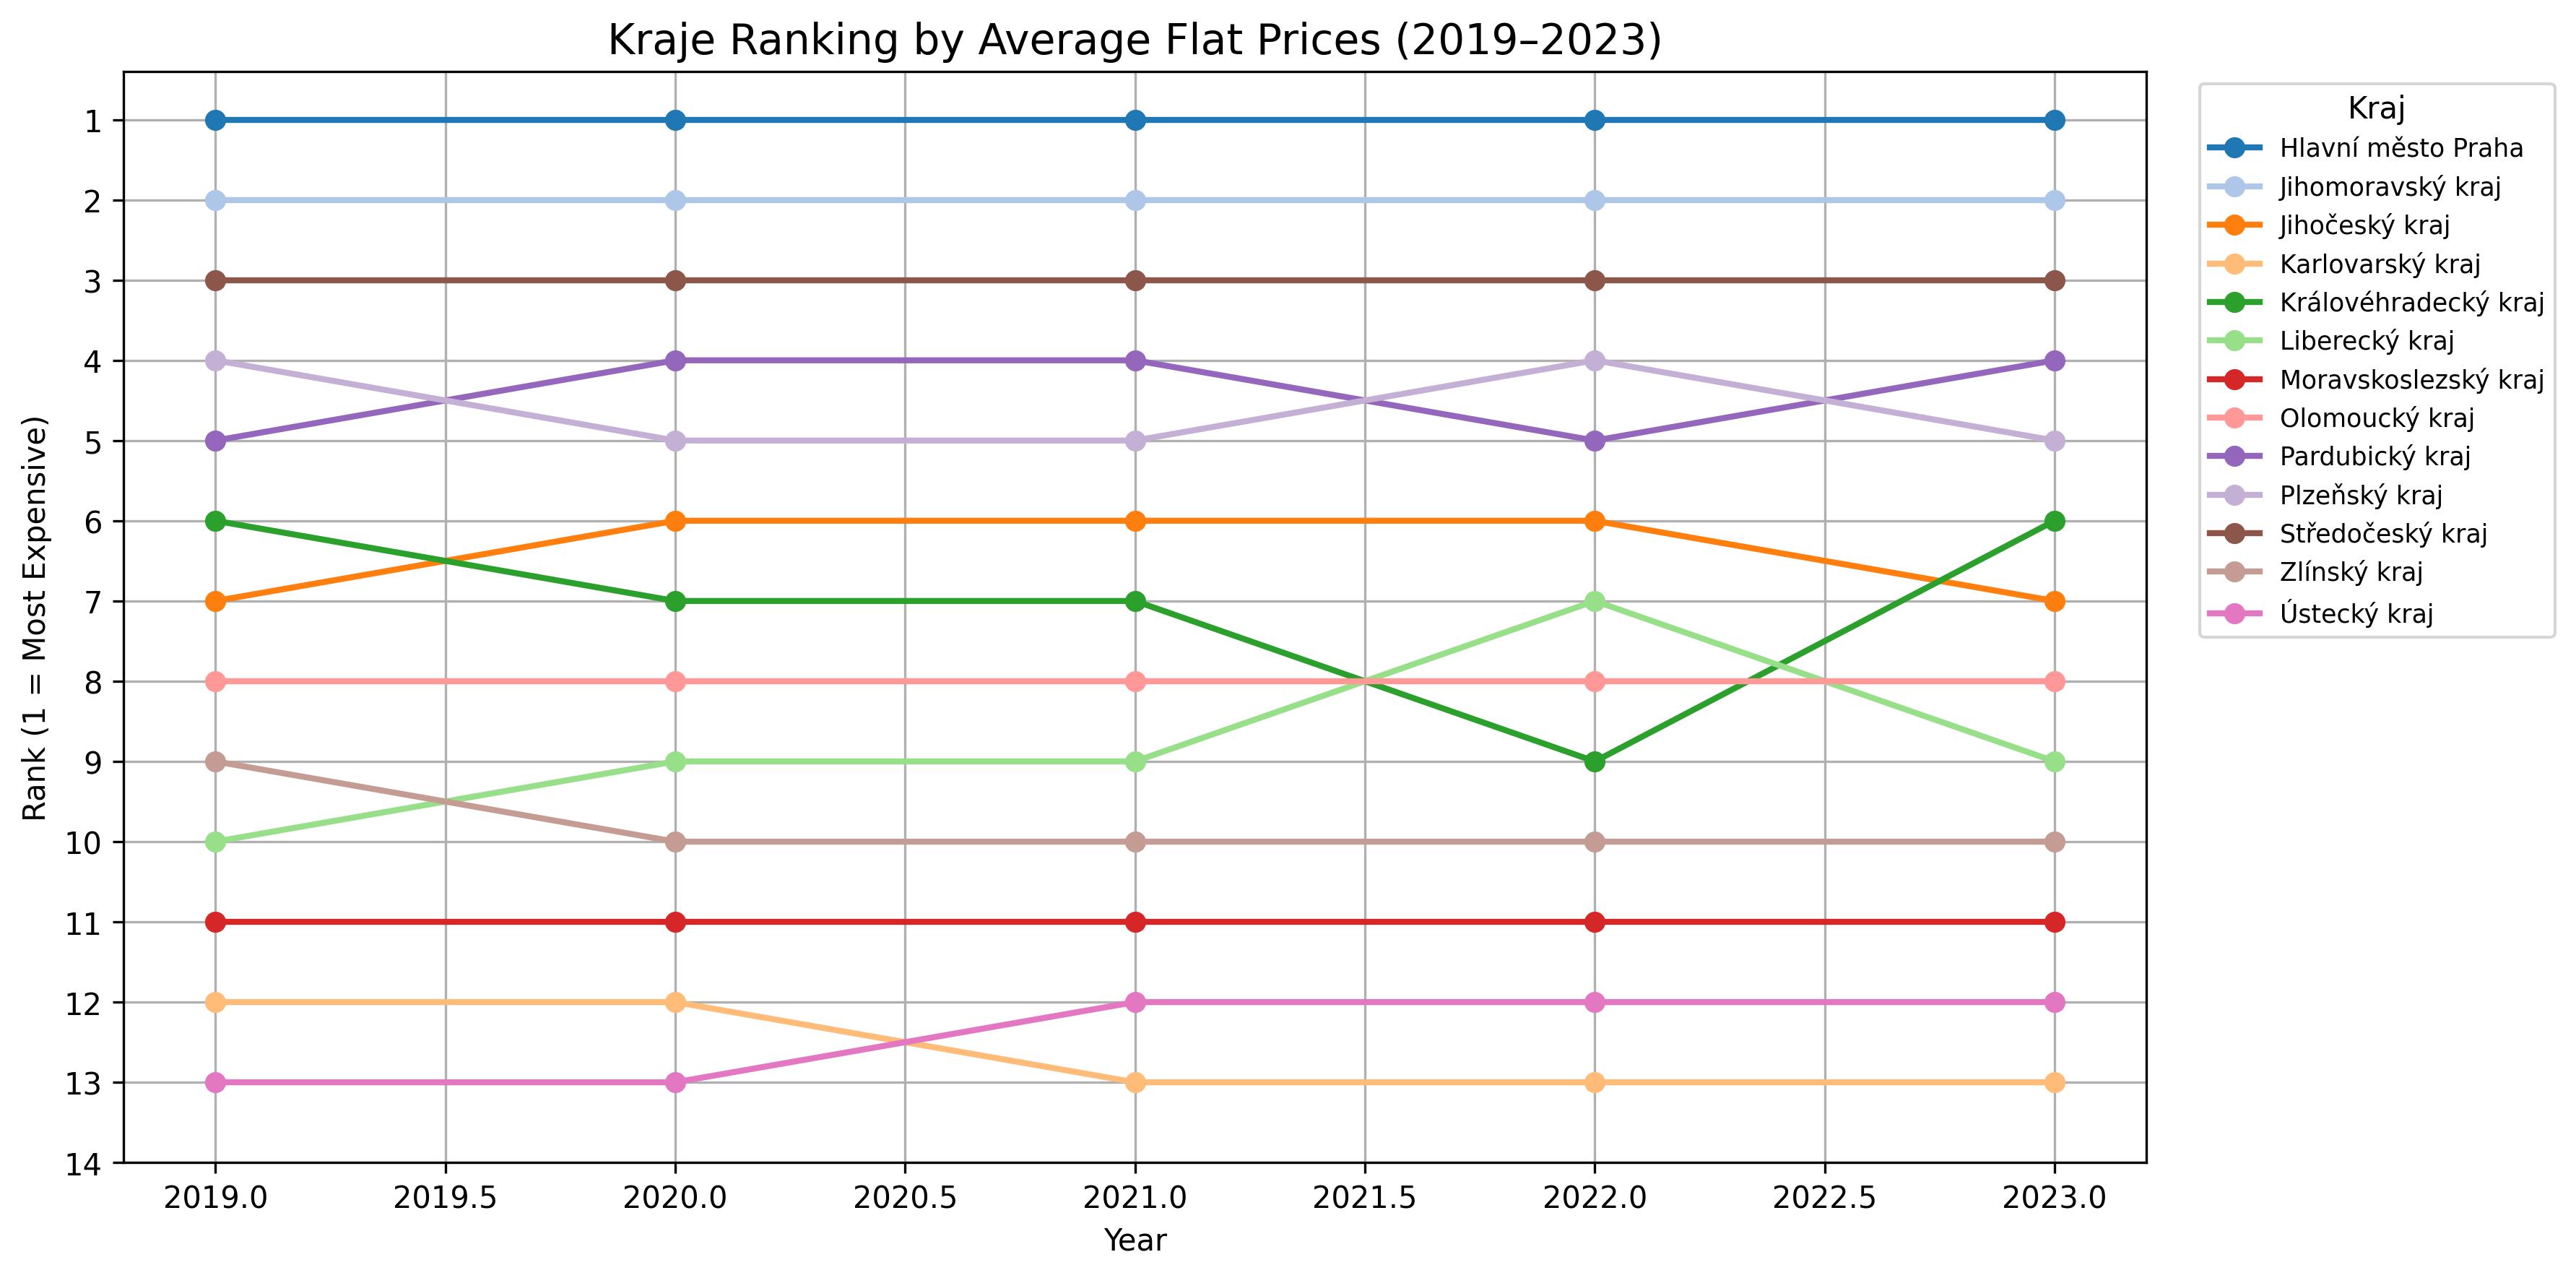 Kraje Ranking by Average Flat Prices (2019–2023)
Rank (1 = Most Expensive)
1
2
3
4
5
6
7
8
9
10
11
12
13
14
2019.0 2019.5 2020.0 2020.5 2021.0 2021.5 2022.0 2022.5 2023.0
Year
Kraj
Hlavní město Praha
Jihomoravský kraj
Jihočeský kraj
Karlovarský kraj
Královéhradecký kraj
Liberecký kraj
Moravskoslezský kraj
Olomoucký kraj
Pardubický kraj
Plzeňský kraj
Středočeský kraj
Zlínský kraj
Ústecký kraj